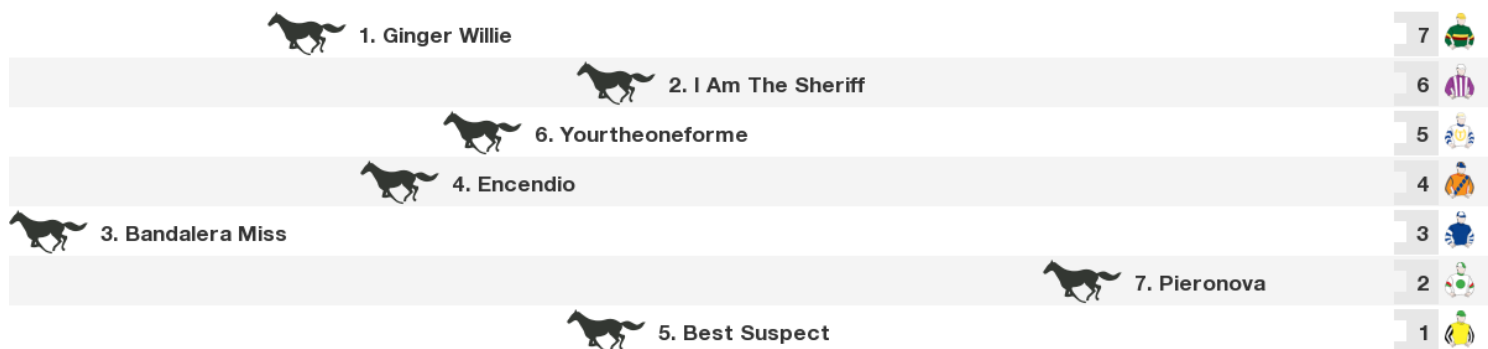 1. Ginger Willie 7
2. I Am The Sheriff 6
6. Yourtheoneforme 5
4. Encendio 4
3. Bandalera Miss 3
7. Pieronova 2
5. Best Suspect 1